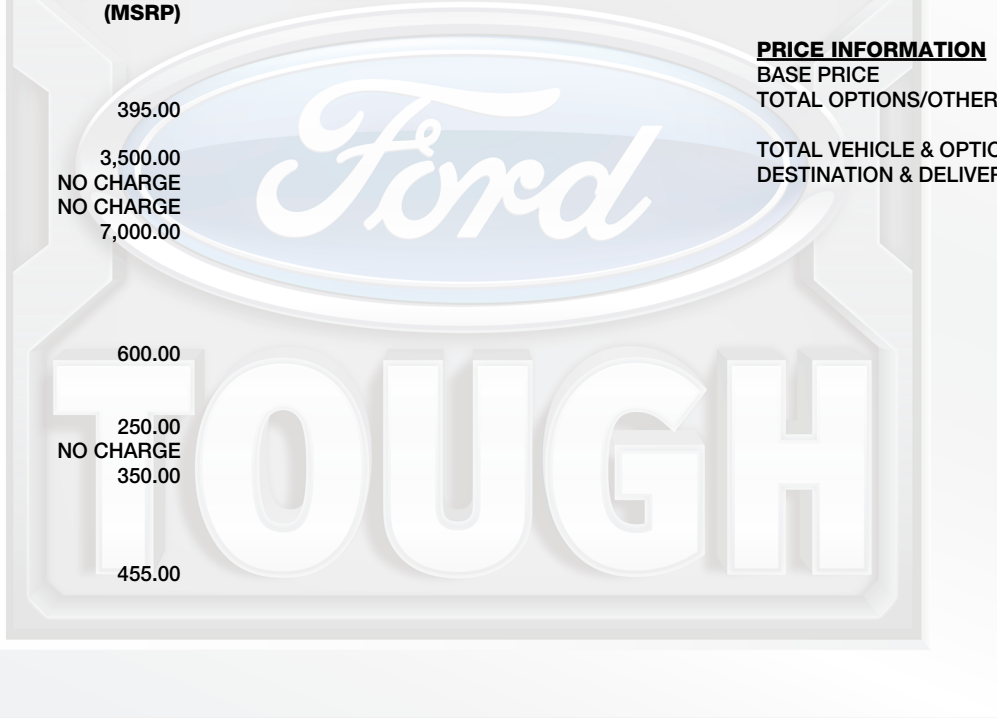 (MSRP)
395.00
3,500.00
NO CHARGE
NO CHARGE
7,000.00
600.00
250.00
NO CHARGE
350.00
455.00
PRICE INFORMATION
BASE PRICE
TOTAL OPTIONS/OTHER
TOTAL VEHICLE & OPTIO
DESTINATION & DELIVER
Ford
TOUGH